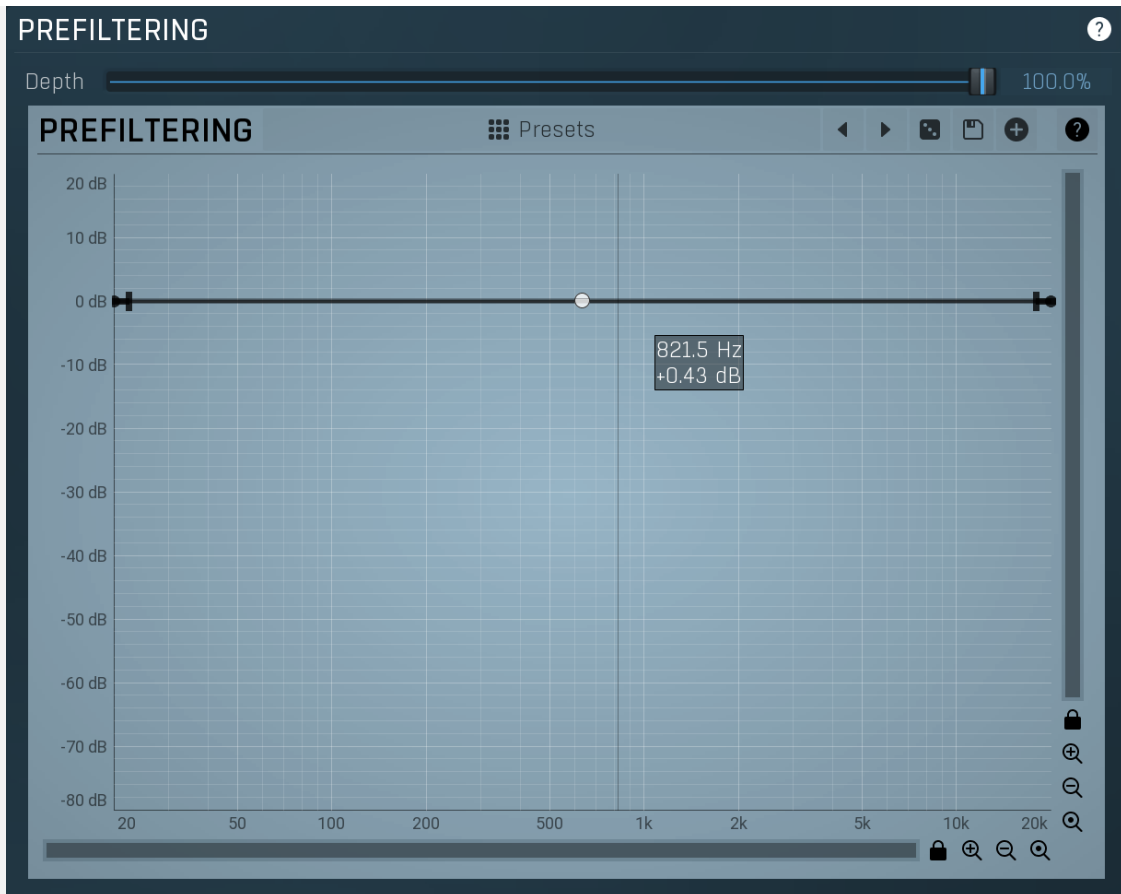 PREFILTERING
?
Depth 100.0%
PREFILTERING Presets ?
20 dB
10 dB
0 dB
821.5 Hz
+0.43 dB
-10 dB
-20 dB
-30 dB
-40 dB
-50 dB
-60 dB
-70 dB
-80 dB
20 50 100 200 500 1k 2k 5k 10k 20k